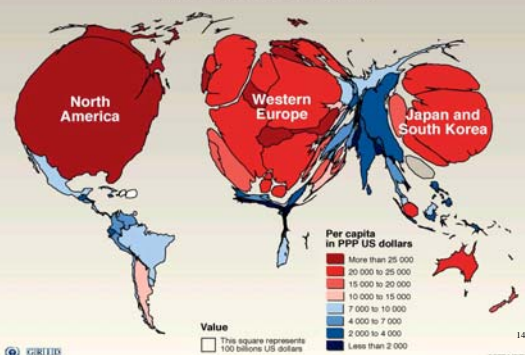 North
America
Western
Europe
Japan and
South Korea
Per capita
in PPP US dollars
More than 25 000
20 000 to 25 000
15 000 to 20 000
10 000 to 15 000
7 000 to 10 000
4 000 to 7 000
2 000 to 4 000
Less than 2 000
Value
This square represents
100 billions US dollars
14